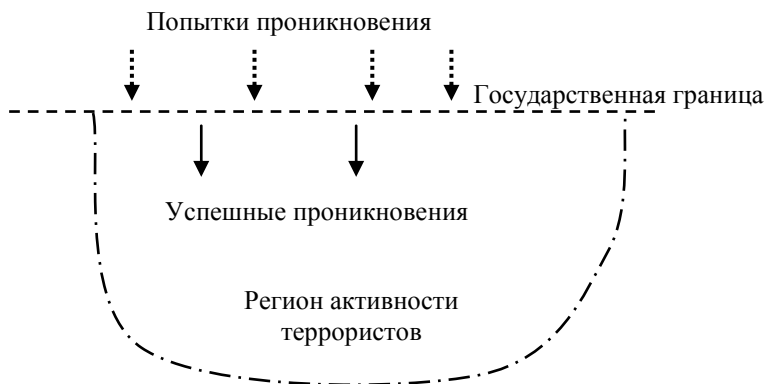 Попытки проникновения
Государственная граница
Успешные проникновения
Регион активности
террористов